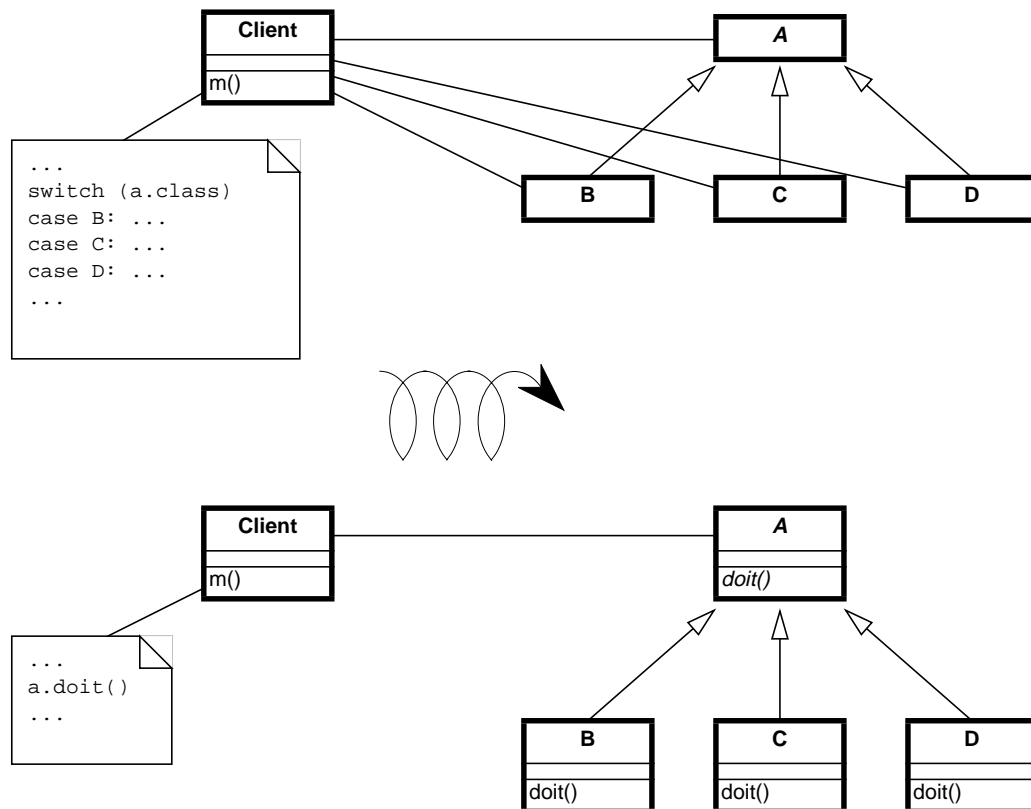 Client
A
m()
B
C
D
...
switch (a.class)
case B: ...
case C: ...
case D: ...
...
Client
A
m()
doit()
...
a.doit()
...
B
C
D
doit()
doit()
doit()